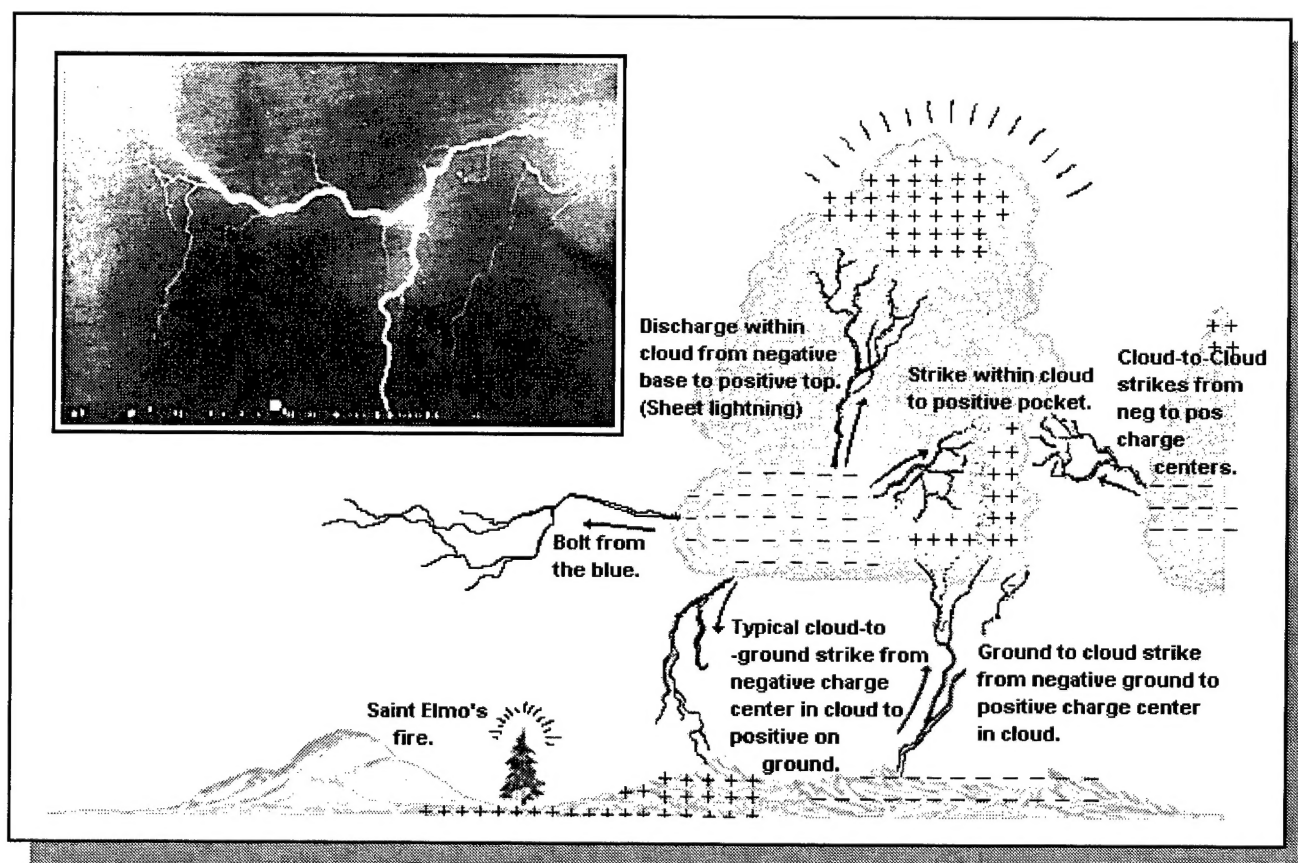 Discharge within
cloud from negative
base to positive top.
(Sheet lightning)
Strike within cloud
to positive pocket.
Cloud-to-Cloud
strikes from
neg to pos
charge
centers.
Bolt from
the blue.
Typical cloud-to
-ground strike from
negative charge
center in cloud to
positive on
ground.
Ground to cloud strike
from negative ground to
positive charge center
in cloud.
Saint Elmo's
fire.